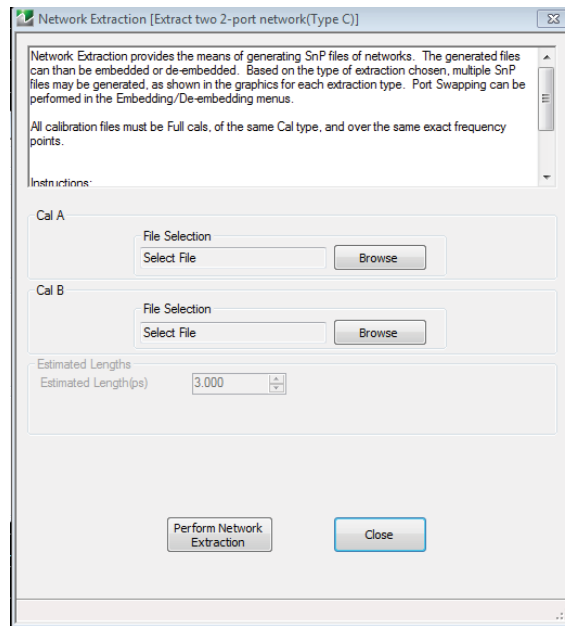 Network Extraction [Extract two 2-port network(Type C)]
Network Extraction provides the means of generating SnP files of networks. The generated files
can than be embedded or de-embedded. Based on the type of extraction chosen, multiple SnP
files may be generated, as shown in the graphics for each extraction type. Port Swapping can be
perfomed in the Embedding/De-embedding menus.
All calibration files must be Full cals, of the same Cal type, and over the same exact frequency
points.
Instructions:
Cal A
File Selection
Select File
Browse
Cal B
File Selection
Select File
Browse
Estimated Lengths
Estimated Length(ps)
3.000
Perform Network
Extraction
Close